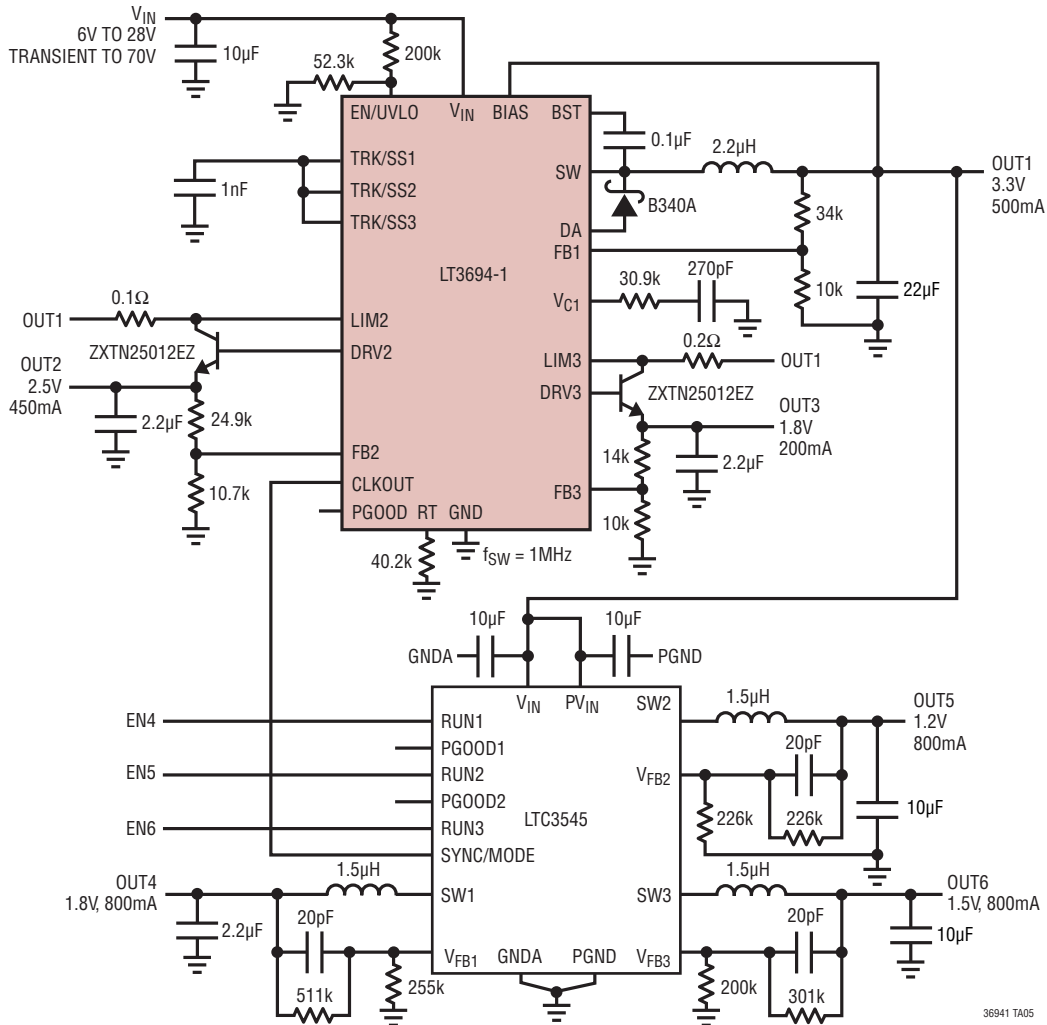 VIN
6V TO 28V
TRANSIENT TO 70V
10µF
200k
52.3k
EN/UVLO
VIN
BIAS
BST
0.1µF
2.2µH
TRK/SS1
SW
OUT1
3.3V
500mA
1nF
TRK/SS2
B340A
34k
TRK/SS3
DA
FB1
LT3694-1
30.9k
270pF
10k
22µF
0.1Ω
VC1
OUT1
LIM2
0.2Ω
ZXTN25012EZ
DRV2
LIM3
OUT1
OUT2
2.5V
450mA
DRV3
ZXTN25012EZ
OUT3
1.8V
200mA
2.2µF
24.9k
14k
2.2µF
FB2
CLKOUT
10.7k
FB3
PGOOD
RT
GND
10k
40.2k
fSW = 1MHz
10µF
10µF
GNDA
PGND
VIN
PVIN
SW2
1.5µH
OUT5
1.2V
800mA
EN4
RUN1
PGOOD1
20pF
EN5
RUN2
VFB2
PGOOD2
LTC3545
226k
226k
10µF
EN6
RUN3
SYNC/MODE
1.5µH
1.5µH
OUT4
1.8V, 800mA
SW1
SW3
OUT6
1.5V, 800mA
20pF
20pF
2.2µF
10µF
VFB1
GNDA
PGND
VFB3
511k
255k
200k
301k
36941 TA05